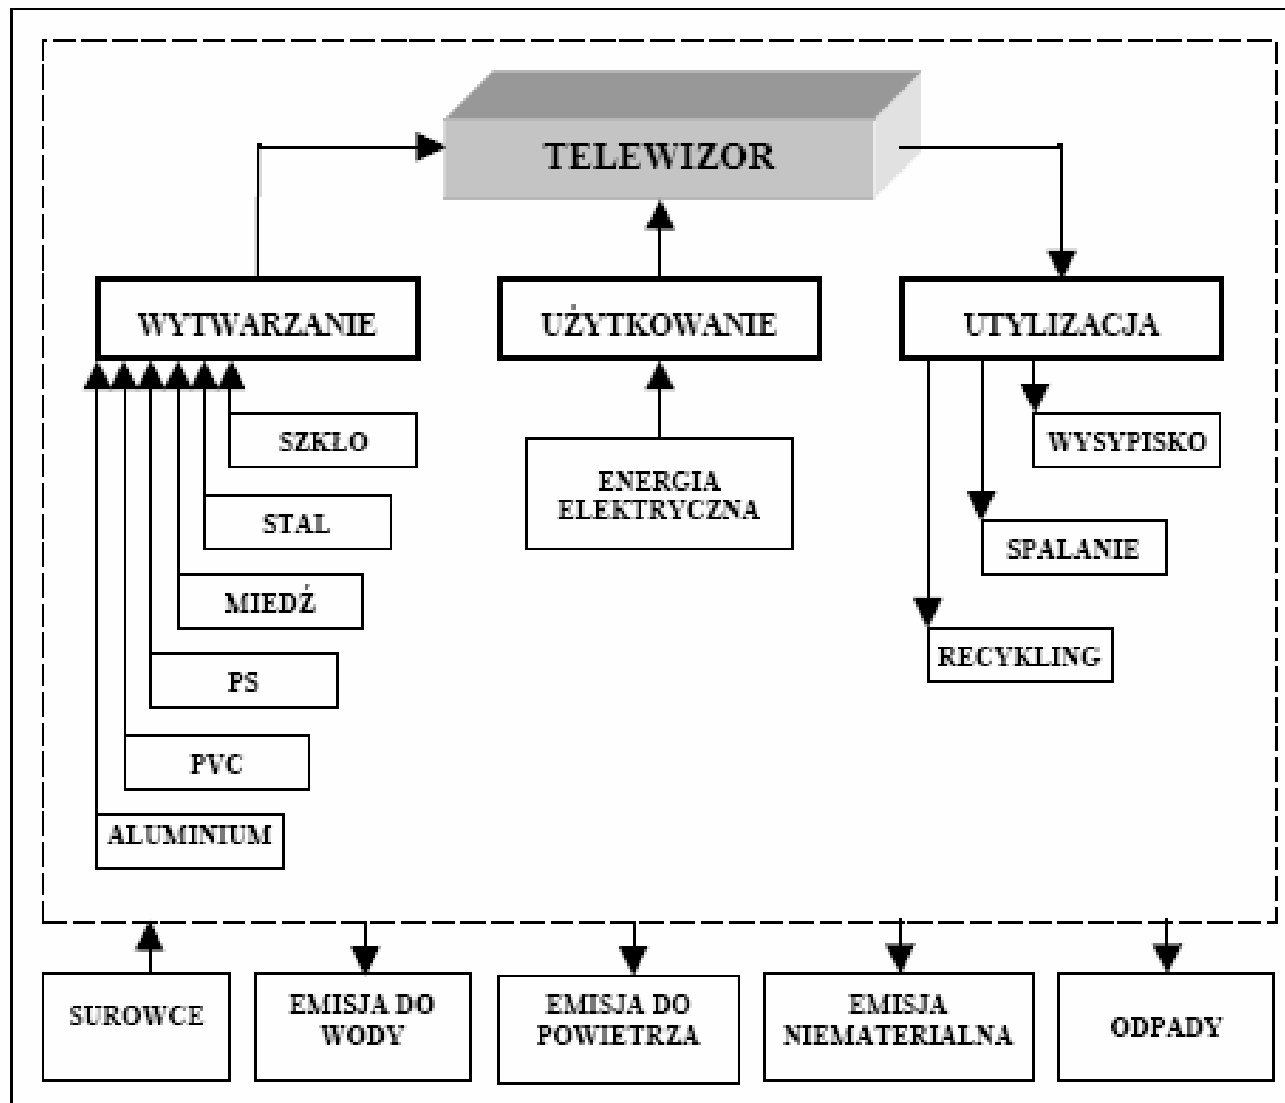 TELEWIZOR
WYTWARZANIE
UŻYTKOWANIE
UTYLIZACJA
SZKŁO
STAL
MIEDŹ
PS
PVC
ALUMINIUM
ENERGIA
ELEKTRYCZNA
WYSYPISKO
SPALANIE
RECYKLING
SUROWCE
EMISJA DO
WODY
EMISJA DO
POWIETRZA
EMISJA
NIEMATERIALNA
ODPADY